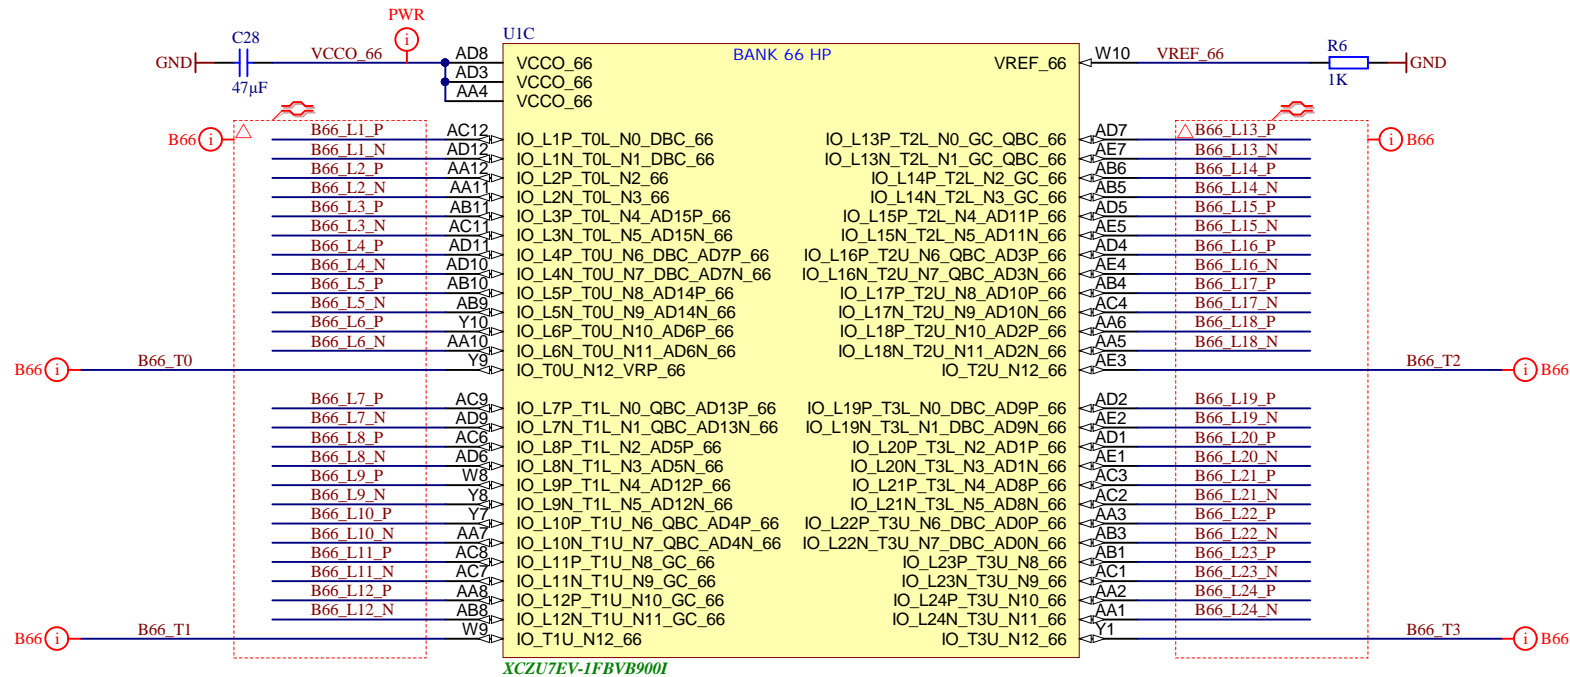 PWR
U1C
C28
VCCO_66
AD8
VCCO_66
BANK 66 HP
VREF_66
W10
VREF_66
R6
GND
GND
AD3
VCCO_66
47µF
1K
AA4
VCCO_66
B66
i
B66_L1_P
AC12
IO_L1P_T0L_N0_DBC_66
IO_L13P_T2L_N0_GC_QBC_66
AD7
B66_L13_P
i
B66
B66_L1_N
AD12
IO_L1N_T0L_N1_DBC_66
IO_L13N_T2L_N1_GC_QBC_66
AE7
B66_L13_N
B66_L2_P
AA12
IO_L2P_T0L_N2_66
IO_L14P_T2L_N2_GC_66
AB6
B66_L14_P
B66_L2_N
AA11
IO_L2N_T0L_N3_66
IO_L14N_T2L_N3_GC_66
AB5
B66_L14_N
B66_L3_P
AB11
IO_L3P_T0L_N4_AD15P_66
IO_L15P_T2L_N4_AD11P_66
AD5
B66_L15_P
B66_L3_N
AC11
IO_L3N_T0L_N5_AD15N_66
IO_L15N_T2L_N5_AD11N_66
AE5
B66_L15_N
B66_L4_P
AD11
IO_L4P_T0U_N6_DBC_AD7P_66
IO_L16P_T2U_N6_QBC_AD3P_66
AD4
B66_L16_P
B66_L4_N
AD10
IO_L4N_T0U_N7_DBC_AD7N_66
IO_L16N_T2U_N7_QBC_AD3N_66
AE4
B66_L16_N
B66_L5_P
AB10
IO_L5P_T0U_N8_AD14P_66
IO_L17P_T2U_N8_AD10P_66
AB4
B66_L17_P
B66_L5_N
AB9
IO_L5N_T0U_N9_AD14N_66
IO_L17N_T2U_N9_AD10N_66
AC4
B66_L17_N
B66_L6_P
Y10
IO_L6P_T0U_N10_AD6P_66
IO_L18P_T2U_N10_AD2P_66
AA6
B66_L18_P
B66_L6_N
AA10
IO_L6N_T0U_N11_AD6N_66
IO_L18N_T2U_N11_AD2N_66
AA5
B66_L18_N
B66
i
B66_T0
Y9
IO_T0U_N12_VRP_66
IO_T2U_N12_66
AE3
B66_T2
i
B66
B66_L7_P
AC9
IO_L7P_T1L_N0_QBC_AD13P_66
IO_L19P_T3L_N0_DBC_AD9P_66
AD2
B66_L19_P
B66_L7_N
AD9
IO_L7N_T1L_N1_QBC_AD13N_66
IO_L19N_T3L_N1_DBC_AD9N_66
AE2
B66_L19_N
B66_L8_P
AC6
IO_L8P_T1L_N2_AD5P_66
IO_L20P_T3L_N2_AD1P_66
AD1
B66_L20_P
B66_L8_N
AD6
IO_L8N_T1L_N3_AD5N_66
IO_L20N_T3L_N3_AD1N_66
AE1
B66_L20_N
B66_L9_P
W8
IO_L9P_T1L_N4_AD12P_66
IO_L21P_T3L_N4_AD8P_66
AC3
B66_L21_P
B66_L9_N
Y8
IO_L9N_T1L_N5_AD12N_66
IO_L21N_T3L_N5_AD8N_66
AC2
B66_L21_N
B66_L10_P
Y7
IO_L10P_T1U_N6_QBC_AD4P_66
IO_L22P_T3U_N6_DBC_AD0P_66
AA3
B66_L22_P
B66_L10_N
AA7
IO_L10N_T1U_N7_QBC_AD4N_66
IO_L22N_T3U_N7_DBC_AD0N_66
AB3
B66_L22_N
B66_L11_P
AC8
IO_L11P_T1U_N8_GC_66
IO_L23P_T3U_N8_66
AB1
B66_L23_P
B66_L11_N
AC7
IO_L11N_T1U_N9_GC_66
IO_L23N_T3U_N9_66
AC1
B66_L23_N
B66_L12_P
AA8
IO_L12P_T1U_N10_GC_66
IO_L24P_T3U_N10_66
AA2
B66_L24_P
B66_L12_N
AB8
IO_L12N_T1U_N11_GC_66
IO_L24N_T3U_N11_66
AA1
B66_L24_N
B66
i
B66_T1
W9
IO_T1U_N12_66
IO_T3U_N12_66
Y1
B66_T3
i
B66
XCZU7EV-1FBVB900I